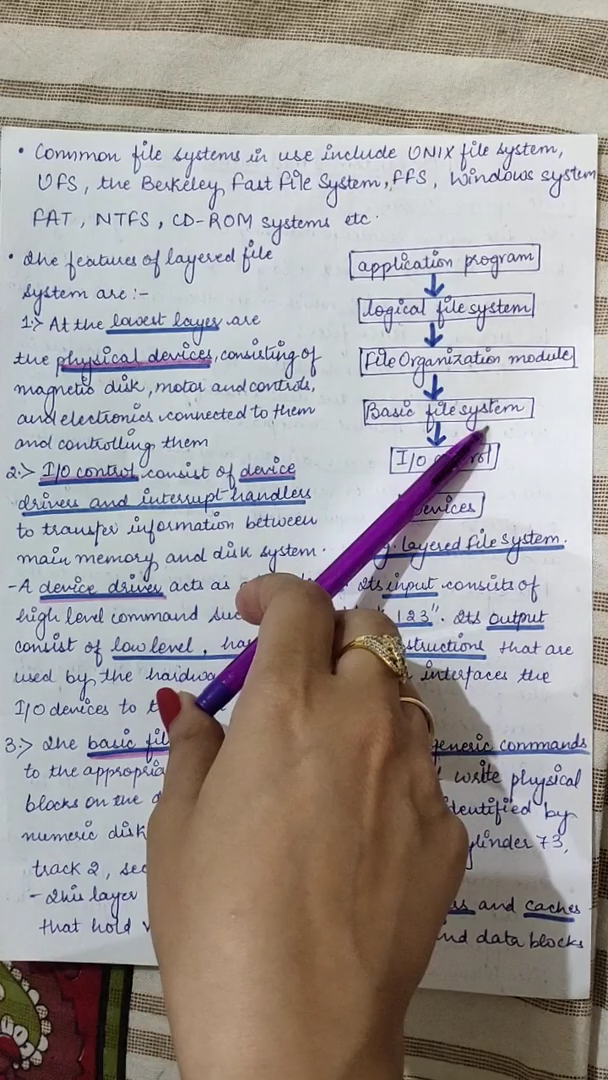 • Common file systems in use include UNIX file system,
UFS, the Berkeley Fast File System, FFS, Windows system
FAT, NTFS, CD-ROM systems etc.
• The features of layered file
system are :-
1:> At the lowest layer are
the physical devices, consisting of
magnetic disk, motor and controls,
and electronics connected to them
and controlling them
2:> I/O control consist of device
drivers and interrupt handlers
to transfer information between
main memory and disk system.
application program
logical file system
File Organization module
Basic file system
I/O
layered file system.
- A device driver acts as Its input consists of
high level command 123". Its output
consist of low level, that are
used by the interfaces the
I/O devices to
3:> The basic generic commands
to the write physical
blocks on the identified by
numeric disk 73,
track 2,
- This layer and caches
that hold and data blocks